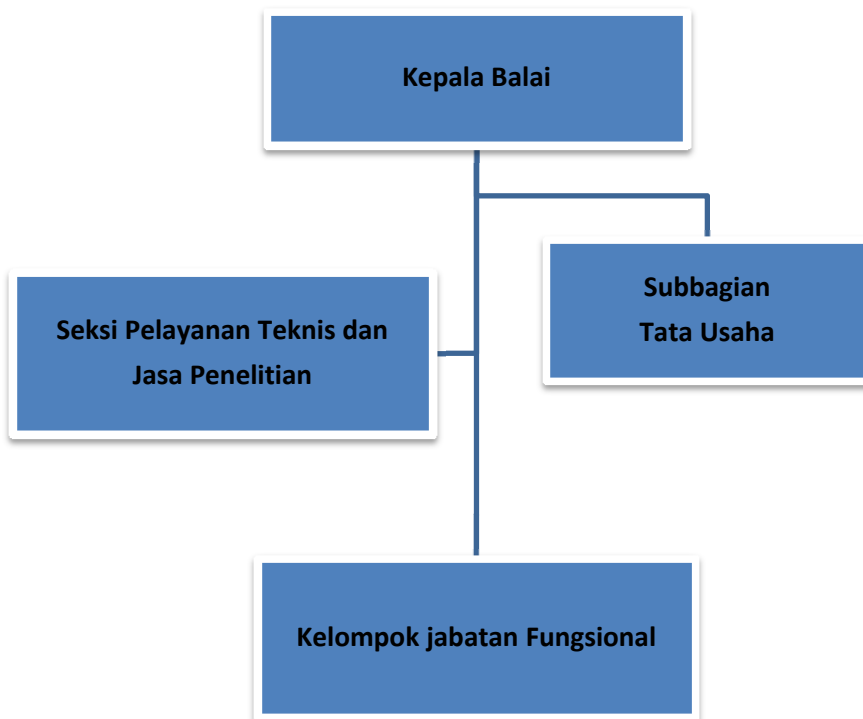 Kepala Balai
Subbagian
Tata Usaha
Seksi Pelayanan Teknis dan
Jasa Penelitian
Kelompok jabatan Fungsional